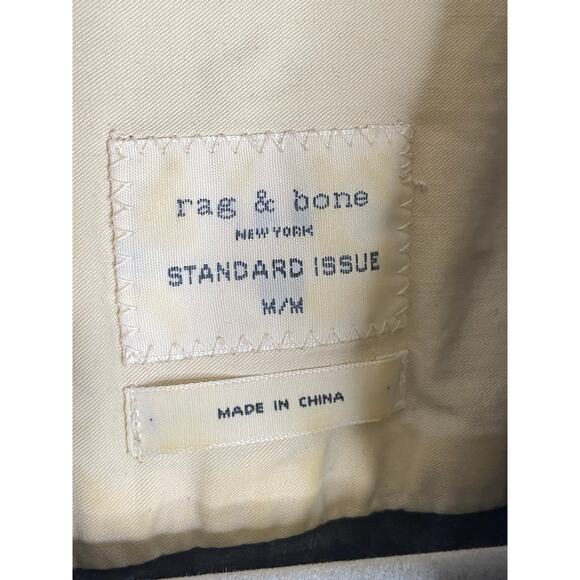 rag & bone
NEW YORK
STANDARD ISSUE
M/M
MADE IN CHINA